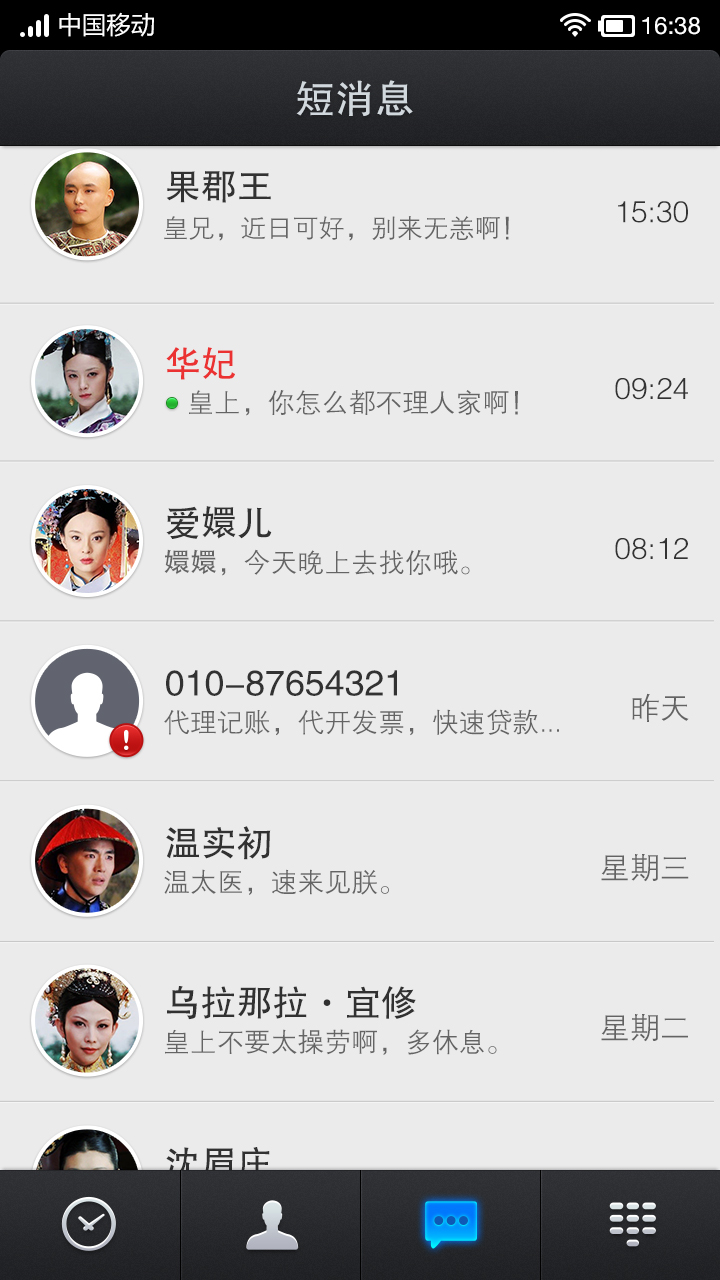 中国移动 16:38
短消息
果郡王
皇兄，近日可好，别来无恙啊！
15:30
华妃
皇上，你怎么都不理人家啊！
09:24
爱嬛儿
嬛嬛，今天晚上去找你哦。
08:12
010-87654321
代理记账，代开发票，快速贷款...
昨天
温实初
温太医，速来见朕。
星期三
乌拉那拉·宜修
皇上不要太操劳啊，多休息。
星期二
沈眉庄